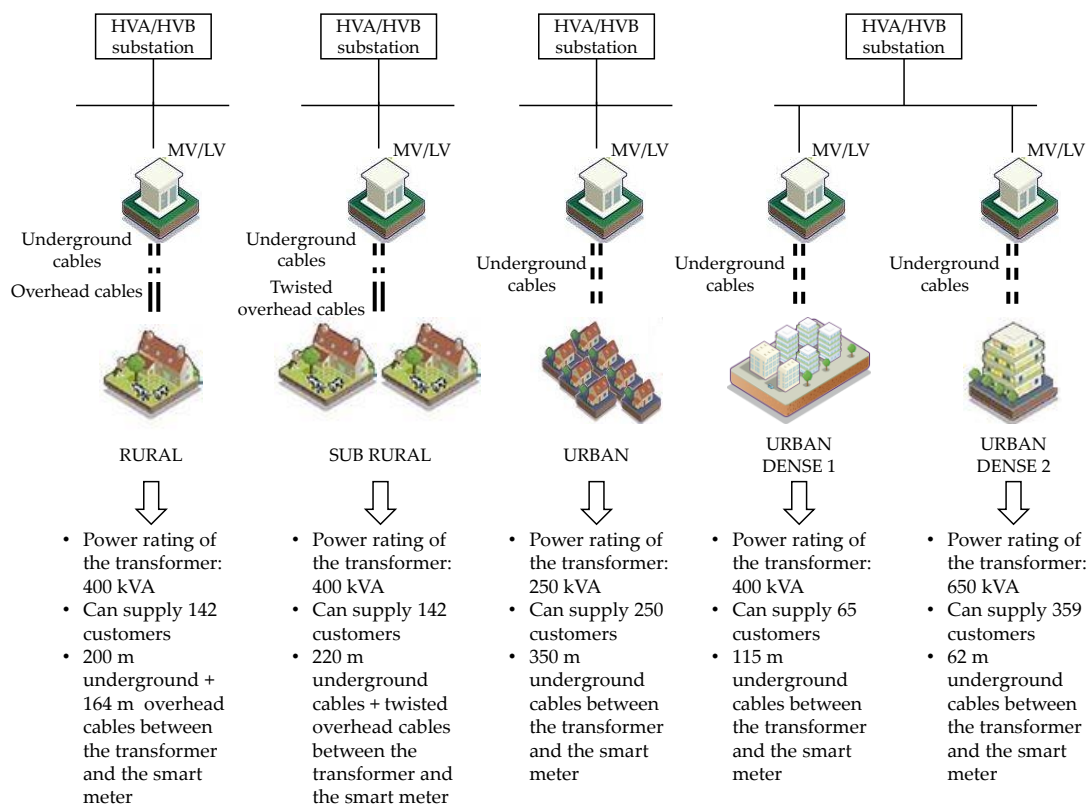 HVA/HVB
substation
HVA/HVB
substation
HVA/HVB
substation
HVA/HVB
substation
MV/LV
MV/LV
MV/LV
MV/LV
MV/LV
Underground
cables
Overhead cables
Underground
cables
Twisted
overhead cables
Underground
cables
Underground
cables
Underground
cables
RURAL
SUB RURAL
URBAN
URBAN
DENSE 1
URBAN
DENSE 2
• Power rating of
the transformer:
400 kVA
• Can supply 142
customers
• 200 m
underground +
164 m overhead
cables between
the transformer
and the smart
meter
• Power rating of
the transformer:
400 kVA
• Can supply 142
customers
• 220 m
underground
cables + twisted
overhead cables
between the
transformer and
the smart meter
• Power rating of
the transformer:
250 kVA
• Can supply 250
customers
• 350 m
underground
cables between
the transformer
and the smart
meter
• Power rating of
the transformer:
400 kVA
• Can supply 65
customers
• 115 m
underground
cables between
the transformer
and the smart
meter
• Power rating of
the transformer:
650 kVA
• Can supply 359
customers
• 62 m
underground
cables between
the transformer
and the smart
meter